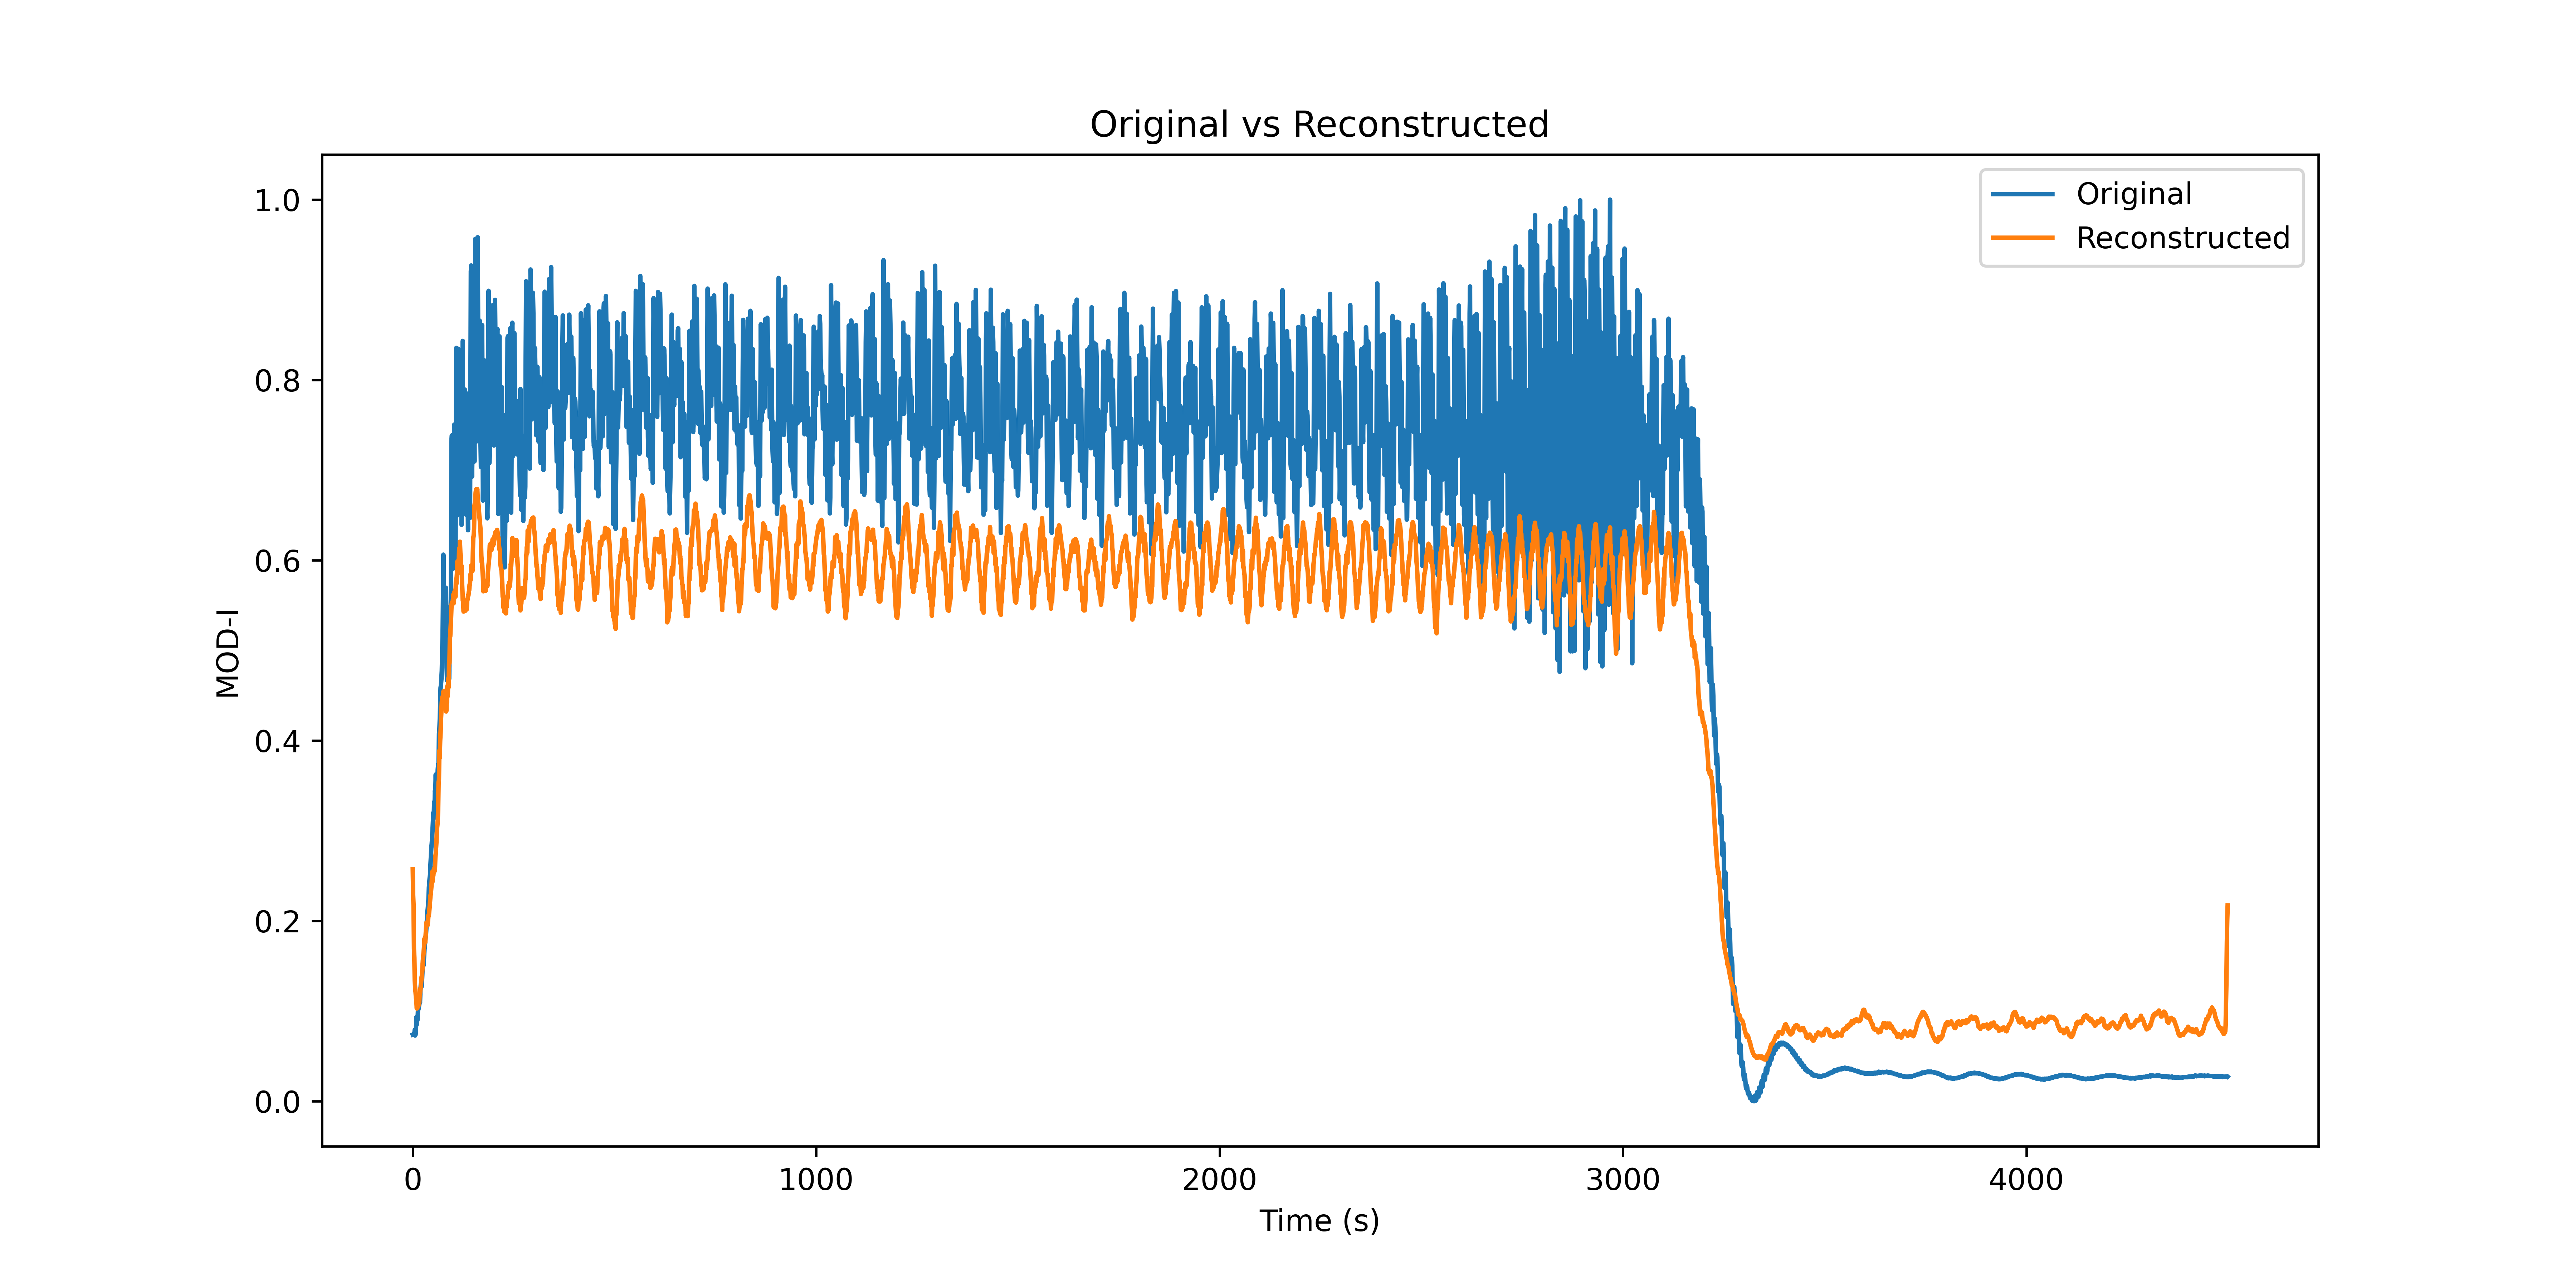 Original vs Reconstructed
Original
Reconstructed
1.0
0.8
0.6
0.4
0.2
0.0
MOD-I
0 1000 2000 3000 4000
Time (s)